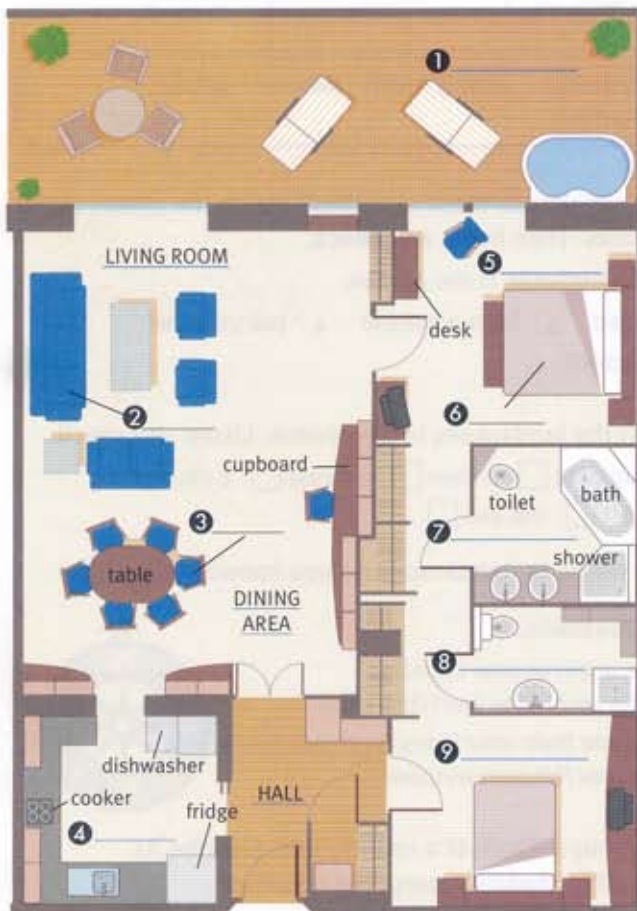 1
LIVING ROOM
5
desk
2
6
cupboard
3
toilet
bath
7
table
shower
DINING
AREA
8
dishwasher
9
cooker
HALL
4
fridge